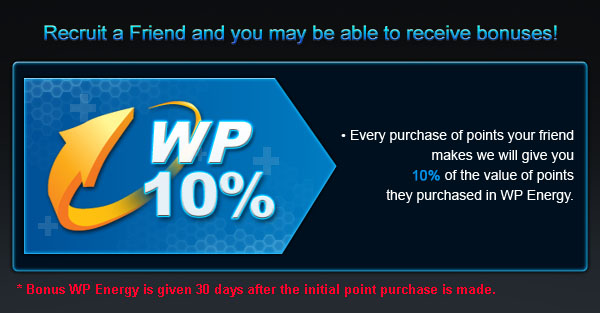 Recruit a Friend and you may be able to receive bonuses!
WP
10%
• Every purchase of points your friend
makes we will give you
10% of the value of points
they purchased in WP Energy.
* Bonus WP Energy is given 30 days after the initial point purchase is made.